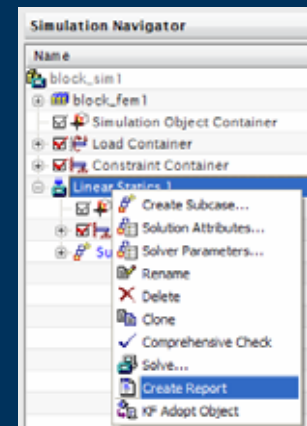 Simulation Navigator
Name
block_sim1
block_fem1
Simulation Object Container
Load Container
Constraint Container
Linear Statics 1
Create Subcase...
Solution Attributes...
Su
Solver Parameters...
Rename
Delete
Clone
Comprehensive Check
Solve...
Create Report
KF Adopt Object